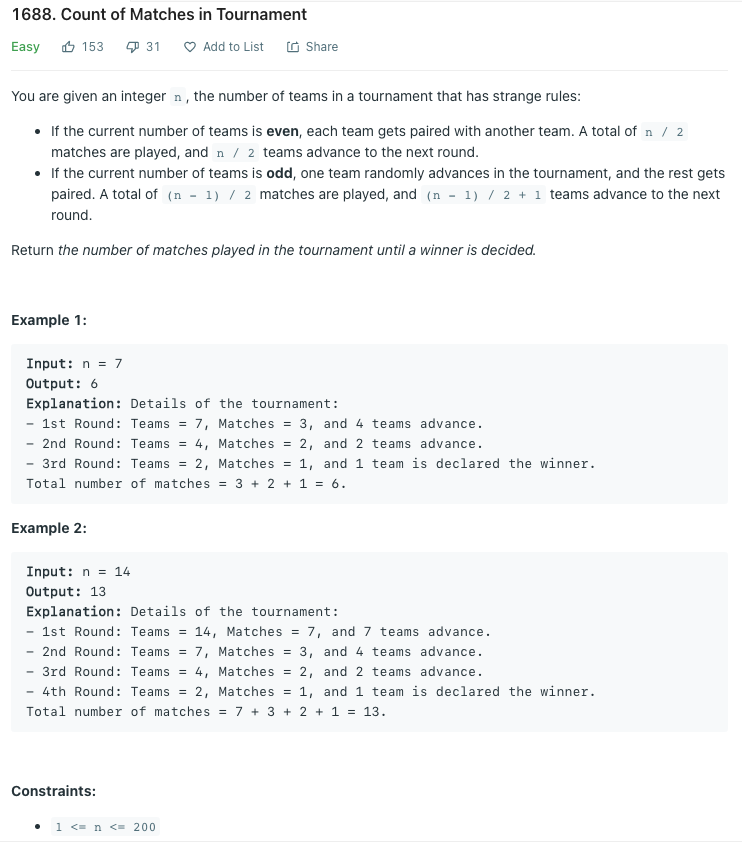 1688. Count of Matches in Tournament
Easy 153 31 Add to List Share
You are given an integer n, the number of teams in a tournament that has strange rules:
• If the current number of teams is even, each team gets paired with another team. A total of n / 2
matches are played, and n / 2 teams advance to the next round.
• If the current number of teams is odd, one team randomly advances in the tournament, and the rest gets
paired. A total of (n - 1) / 2 matches are played, and (n - 1) / 2 + 1 teams advance to the next
round.
Return the number of matches played in the tournament until a winner is decided.
Example 1:
Input: n = 7
Output: 6
Explanation: Details of the tournament:
- 1st Round: Teams = 7, Matches = 3, and 4 teams advance.
- 2nd Round: Teams = 4, Matches = 2, and 2 teams advance.
- 3rd Round: Teams = 2, Matches = 1, and 1 team is declared the winner.
Total number of matches = 3 + 2 + 1 = 6.
Example 2:
Input: n = 14
Output: 13
Explanation: Details of the tournament:
- 1st Round: Teams = 14, Matches = 7, and 7 teams advance.
- 2nd Round: Teams = 7, Matches = 3, and 4 teams advance.
- 3rd Round: Teams = 4, Matches = 2, and 2 teams advance.
- 4th Round: Teams = 2, Matches = 1, and 1 team is declared the winner.
Total number of matches = 7 + 3 + 2 + 1 = 13.
Constraints:
• 1 <= n <= 200